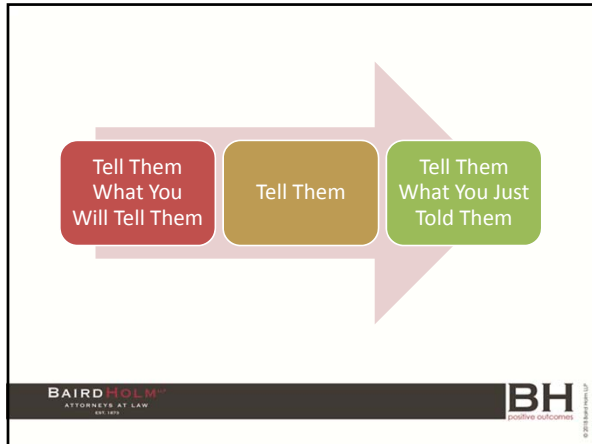 Tell Them
What You
Will Tell Them
Tell Them
Tell Them
What You Just
Told Them
BAIRDHOLM LLP
ATTORNEYS AT LAW
EST. 1873
BH
positive outcomes
© 2018 Baird Holm LLP